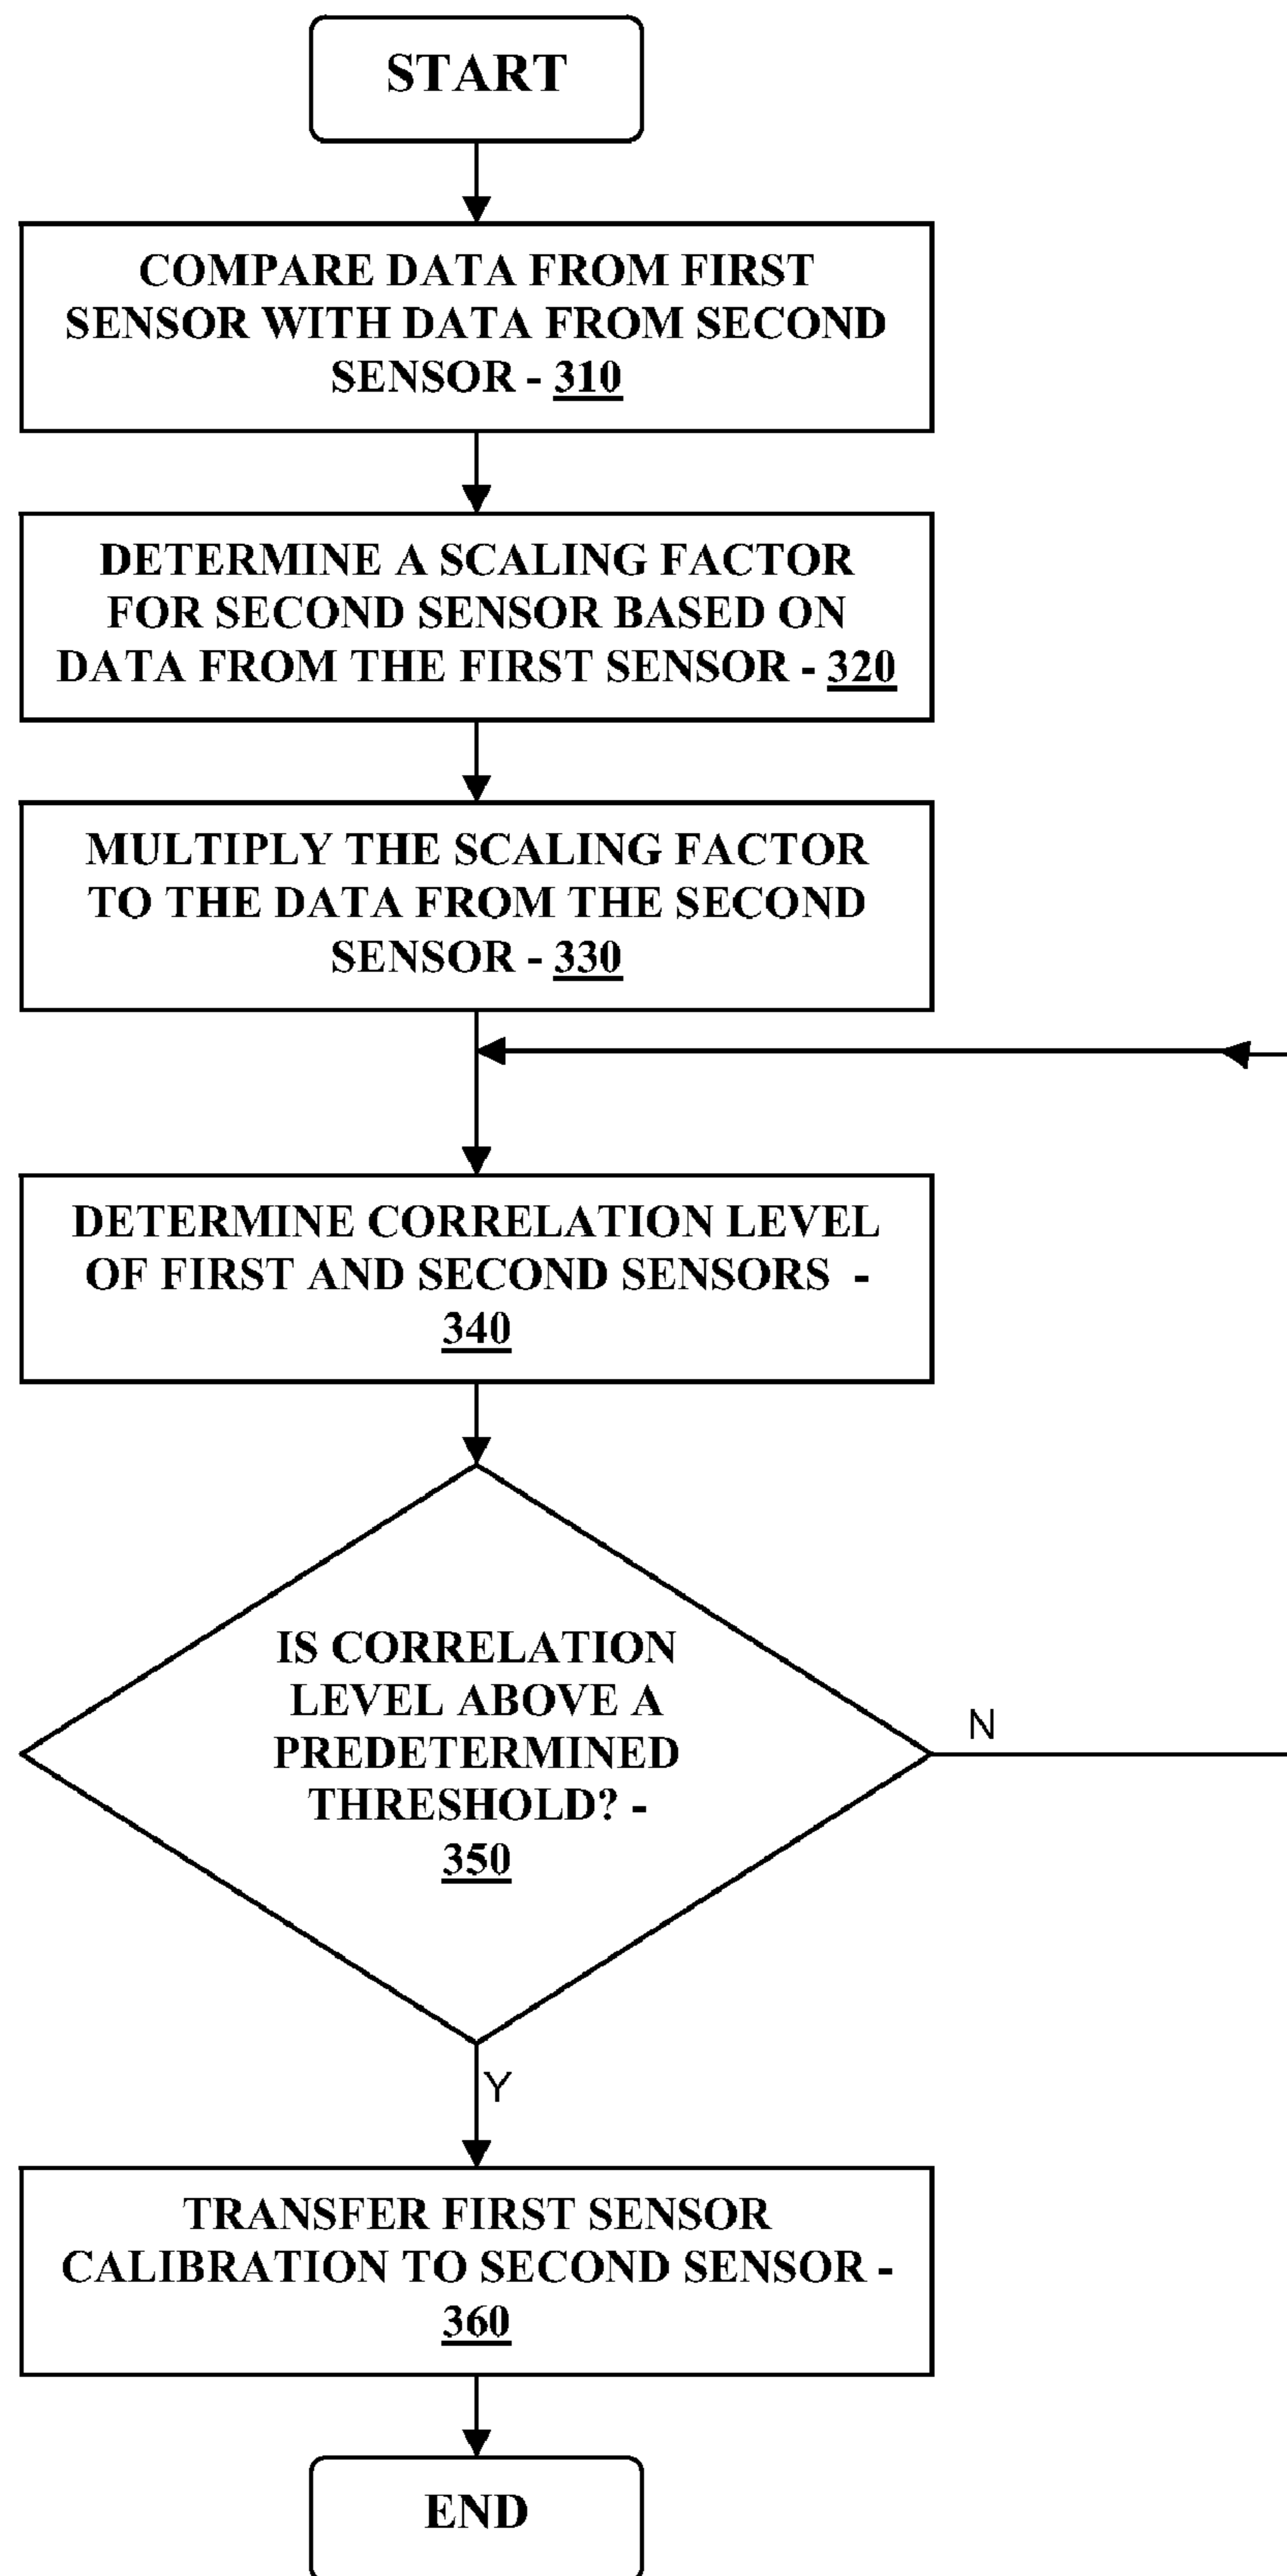 START
COMPARE DATA FROM FIRST
SENSOR WITH DATA FROM SECOND
SENSOR - 310
DETERMINE A SCALING FACTOR
FOR SECOND SENSOR BASED ON
DATA FROM THE FIRST SENSOR - 320
MULTIPLY THE SCALING FACTOR
TO THE DATA FROM THE SECOND
SENSOR - 330
DETERMINE CORRELATION LEVEL
OF FIRST AND SECOND SENSORS -
340
IS CORRELATION
LEVEL ABOVE A
PREDETERMINED
THRESHOLD? -
350
N
Y
TRANSFER FIRST SENSOR
CALIBRATION TO SECOND SENSOR -
360
END